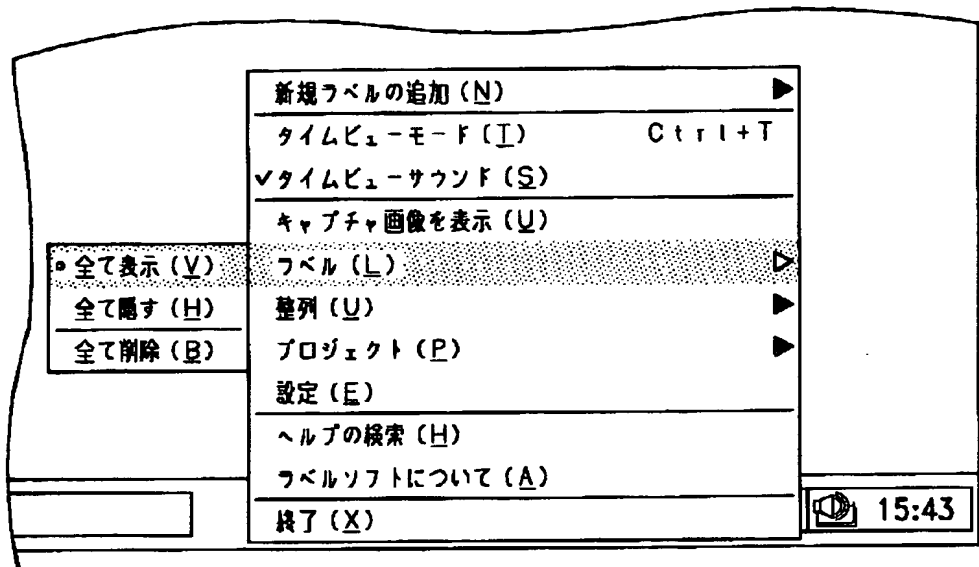 新規ラベルの追加(N)
タイムビューモード(T) Ctrl+T
✓タイムビューサウンド(S)
キャプチャ画像を表示(U)
ラベル(L)
全て表示(V)
全て隠す(H)
全て削除(B)
整列(U)
プロジェクト(P)
設定(E)
ヘルプの検索(H)
ラベルソフトについて(A)
終了(X)
15:43